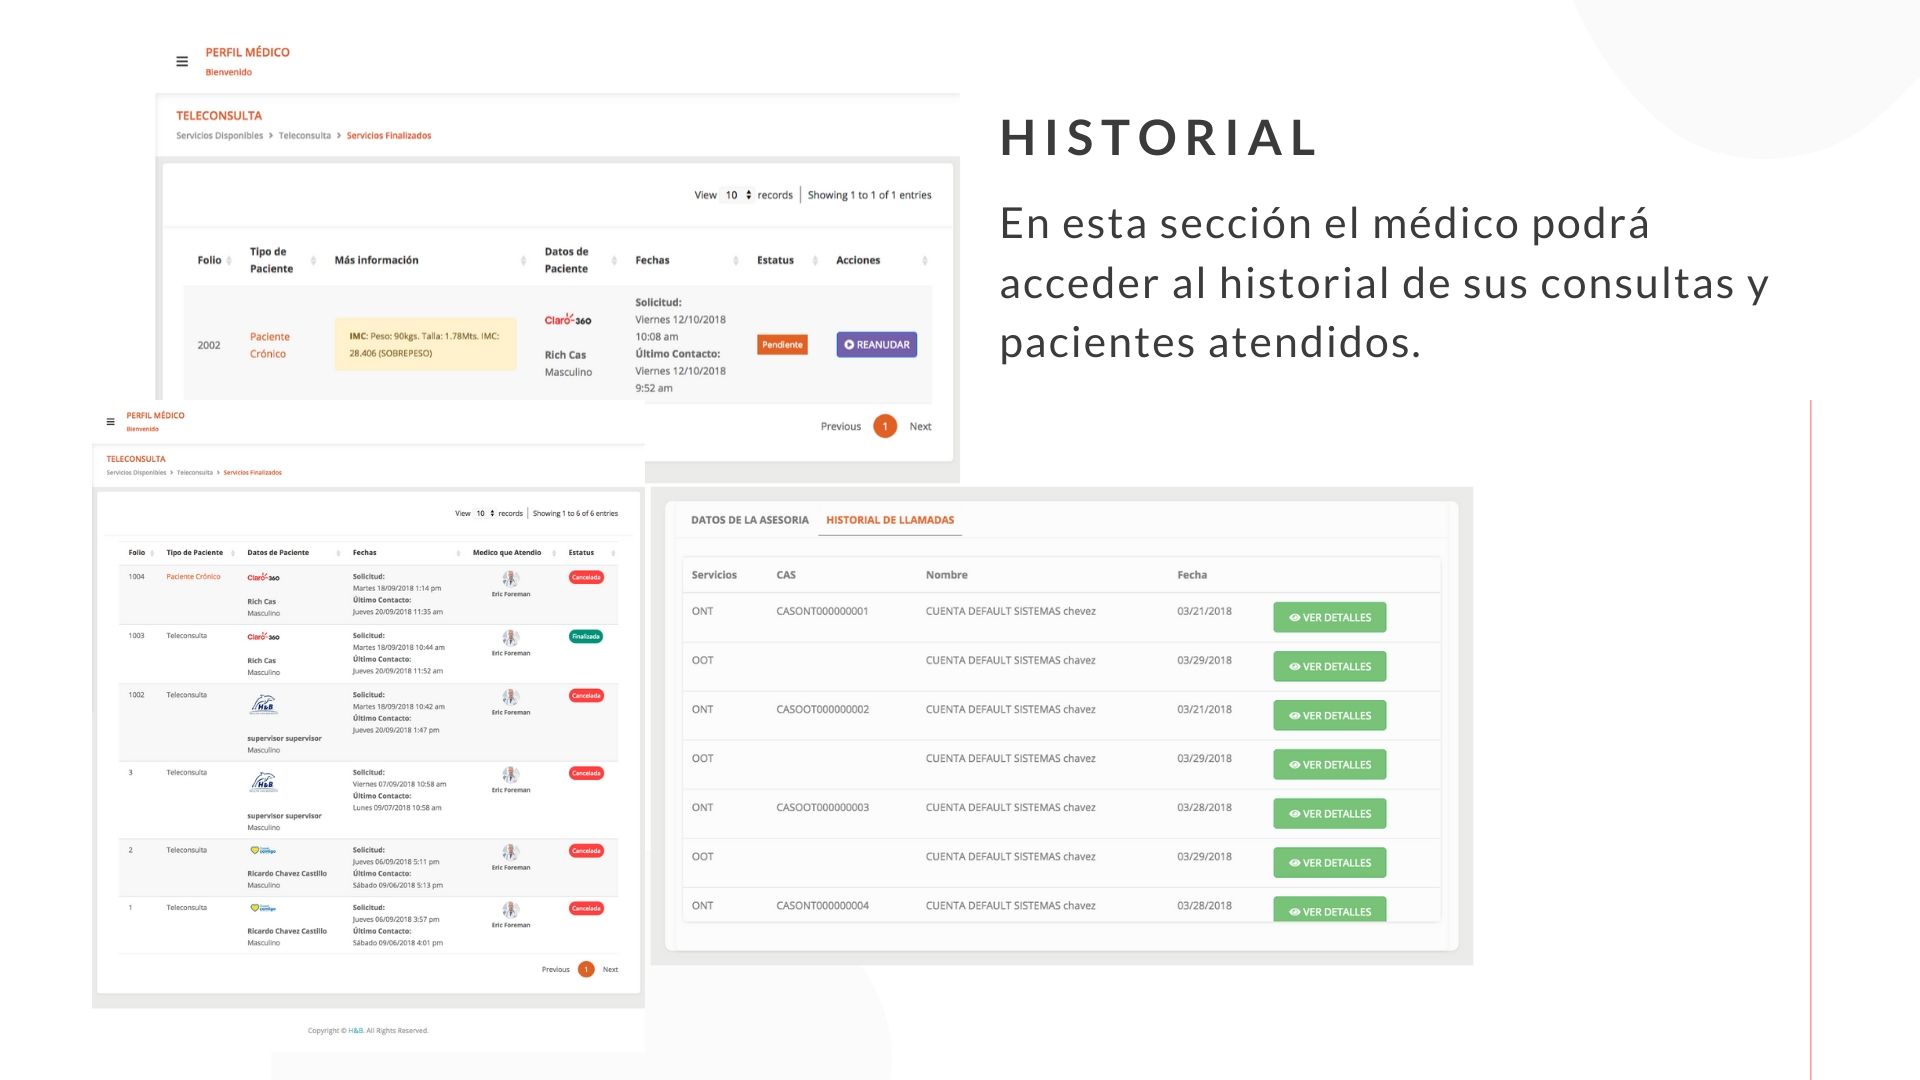 PERFIL MÉDICO
Bienvenido
TELECONSULTA
Servicios Disponibles > Teleconsulta > Servicios Finalizados
View 10 records | Showing 1 to 1 of 1 entries
Folio Tipo de Paciente Más información Datos de Paciente Fechas Estatus Acciones
2002 Paciente Crónico
IMC: Peso: 90kgs. Talla: 1.78Mts. IMC:
28.406 (SOBREPESO)
Claro-360
Rich Cas
Masculino
Solicitud:
Viernes 12/10/2018
10:08 am
Último Contacto:
Viernes 12/10/2018
9:52 am
Pendiente
REANUDAR
Previous 1 Next
HISTORIAL
En esta sección el médico podrá
acceder al historial de sus consultas y
pacientes atendidos.
PERFIL MÉDICO
Bienvenido
TELECONSULTA
Servicios Disponibles > Teleconsulta > Servicios Finalizados
View 10 records | Showing 1 to 6 of 6 entries
Folio Tipo de Paciente Datos de Paciente Fechas Medico que Atendio Estatus
1004 Paciente Crónico Claro-360 Solicitud: Cancelada
Martes 18/09/2018 1:14 pm
Rich Cas Último Contacto: Eric Foreman
Masculino Jueves 20/09/2018 11:35 am
1003 Teleconsulta Claro-360 Solicitud: Finalizada
Martes 18/09/2018 10:44 am
Rich Cas Último Contacto: Eric Foreman
Masculino Jueves 20/09/2018 11:52 am
1002 Teleconsulta H&B Solicitud: Cancelada
Martes 18/09/2018 10:42 am
Último Contacto: Eric Foreman
Jueves 20/09/2018 1:47 pm
supervisor supervisor
Masculino
3 Teleconsulta H&B Solicitud: Cancelada
Viernes 07/09/2018 10:58 am
Último Contacto: Eric Foreman
Lunes 09/07/2018 10:58 am
supervisor supervisor
Masculino
2 Teleconsulta contigo Solicitud: Cancelada
Jueves 06/09/2018 5:11 pm
Ricardo Chavez Castillo Último Contacto: Eric Foreman
Masculino Sábado 09/06/2018 5:13 pm
1 Teleconsulta contigo Solicitud: Cancelada
Jueves 06/09/2018 3:57 pm
Ricardo Chavez Castillo Último Contacto: Eric Foreman
Masculino Sábado 09/06/2018 4:01 pm
Previous 1 Next
Copyright © H&B. All Rights Reserved.
DATOS DE LA ASESORIA HISTORIAL DE LLAMADAS
Servicios CAS Nombre Fecha
ONT CASONT000000001 CUENTA DEFAULT SISTEMAS chevez 03/21/2018 VER DETALLES
OOT CUENTA DEFAULT SISTEMAS chavez 03/29/2018 VER DETALLES
ONT CASOOT000000002 CUENTA DEFAULT SISTEMAS chavez 03/21/2018 VER DETALLES
OOT CUENTA DEFAULT SISTEMAS chavez 03/29/2018 VER DETALLES
ONT CASOOT000000003 CUENTA DEFAULT SISTEMAS chavez 03/28/2018 VER DETALLES
OOT CUENTA DEFAULT SISTEMAS chavez 03/29/2018 VER DETALLES
ONT CASONT000000004 CUENTA DEFAULT SISTEMAS chavez 03/28/2018 VER DETALLES